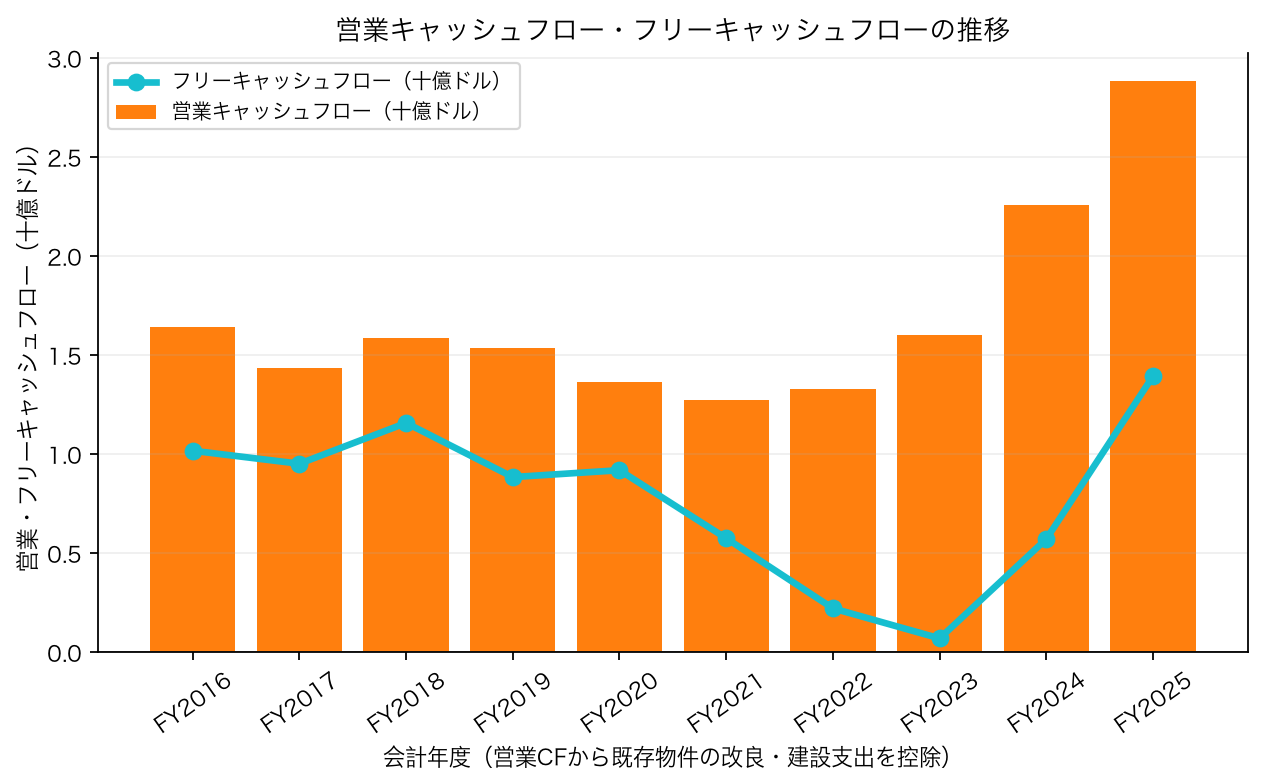 営業キャッシュフロー・フリーキャッシュフローの推移
フリーキャッシュフロー（十億ドル）
営業キャッシュフロー（十億ドル）
営業・フリーキャッシュフロー（十億ドル）
3.0
2.5
2.0
1.5
1.0
0.5
0.0
FY2016
FY2017
FY2018
FY2019
FY2020
FY2021
FY2022
FY2023
FY2024
FY2025
会計年度（営業CFから既存物件の改良・建設支出を控除）